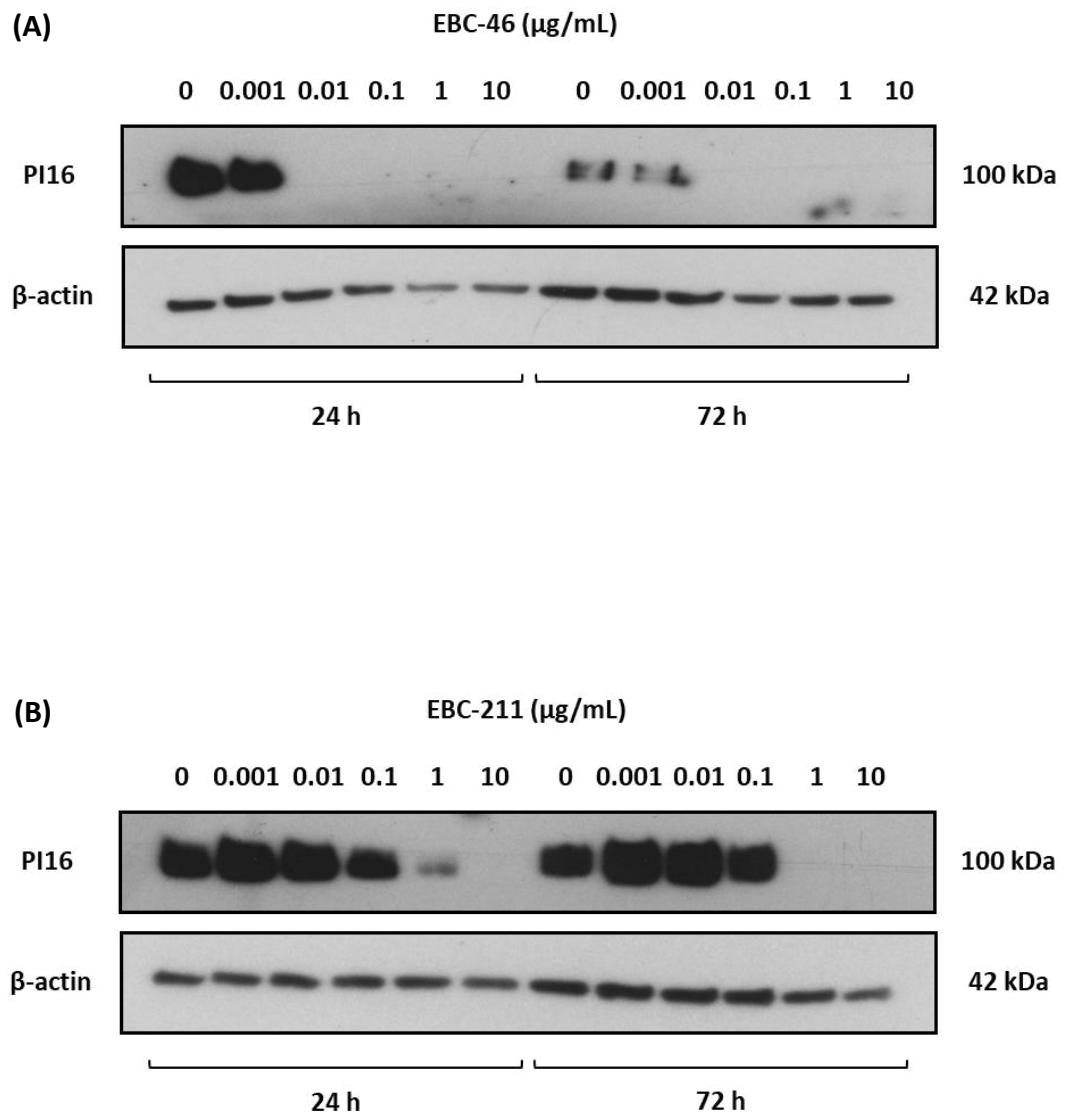 (A)
EBC-46 (µg/mL)
0 0.001 0.01 0.1 1 10 0 0.001 0.01 0.1 1 10
PI16 100 kDa
β-actin 42 kDa
24 h 72 h
(B)
EBC-211 (µg/mL)
0 0.001 0.01 0.1 1 10 0 0.001 0.01 0.1 1 10
PI16 100 kDa
β-actin 42 kDa
24 h 72 h